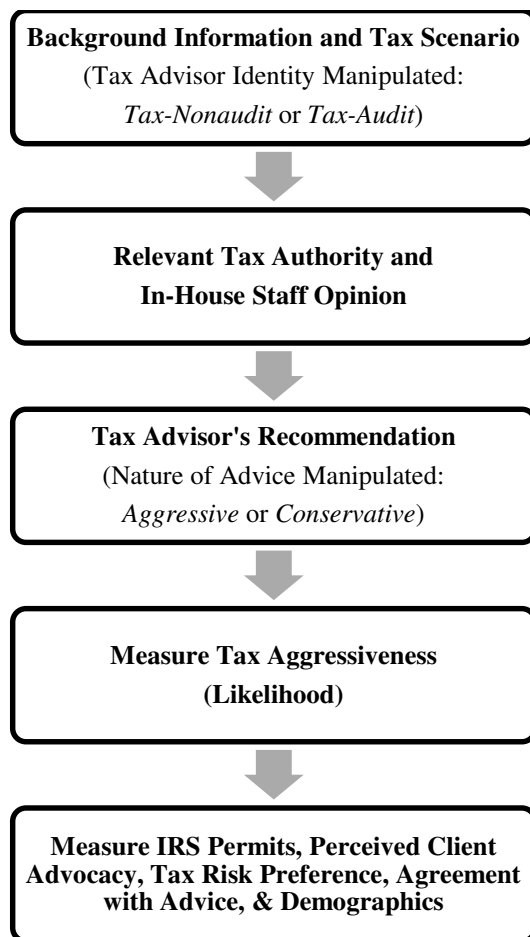 Background Information and Tax Scenario
(Tax Advisor Identity Manipulated:
Tax-Nonaudit or Tax-Audit)
Relevant Tax Authority and
In-House Staff Opinion
Tax Advisor's Recommendation
(Nature of Advice Manipulated:
Aggressive or Conservative)
Measure Tax Aggressiveness
(Likelihood)
Measure IRS Permits, Perceived Client
Advocacy, Tax Risk Preference, Agreement
with Advice, & Demographics